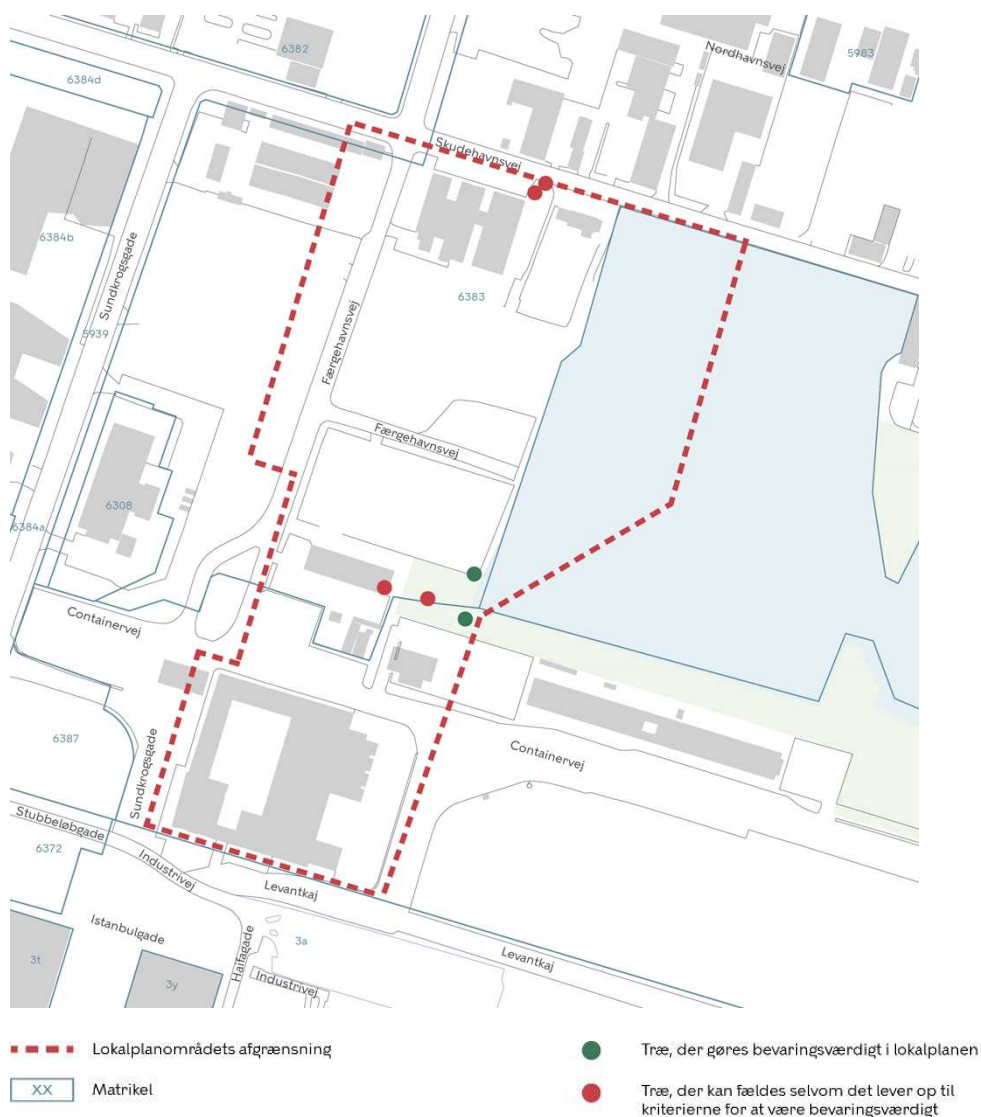 6382
Nordhavnsvej
5983
6384d
Skudehavnsvej
6384b
Sundkrogsgade
6383
5939
Færgehavnsvej
Færgehavnsvej
6308
6384a
Containervej
6387
Sundkrogsgade
Containervej
6
Stubbeløbgade
6372
Industrivej
Levantkaj
Istanbulgade
Haifagade
3a
Levantkaj
3t
3y
Industrivej
Lokalplanområdets afgrænsning
XX Matrikel
Træ, der gøres bevaringsværdigt i lokalplanen
Træ, der kan fældes selvom det lever op til
kriterierne for at være bevaringsværdigt